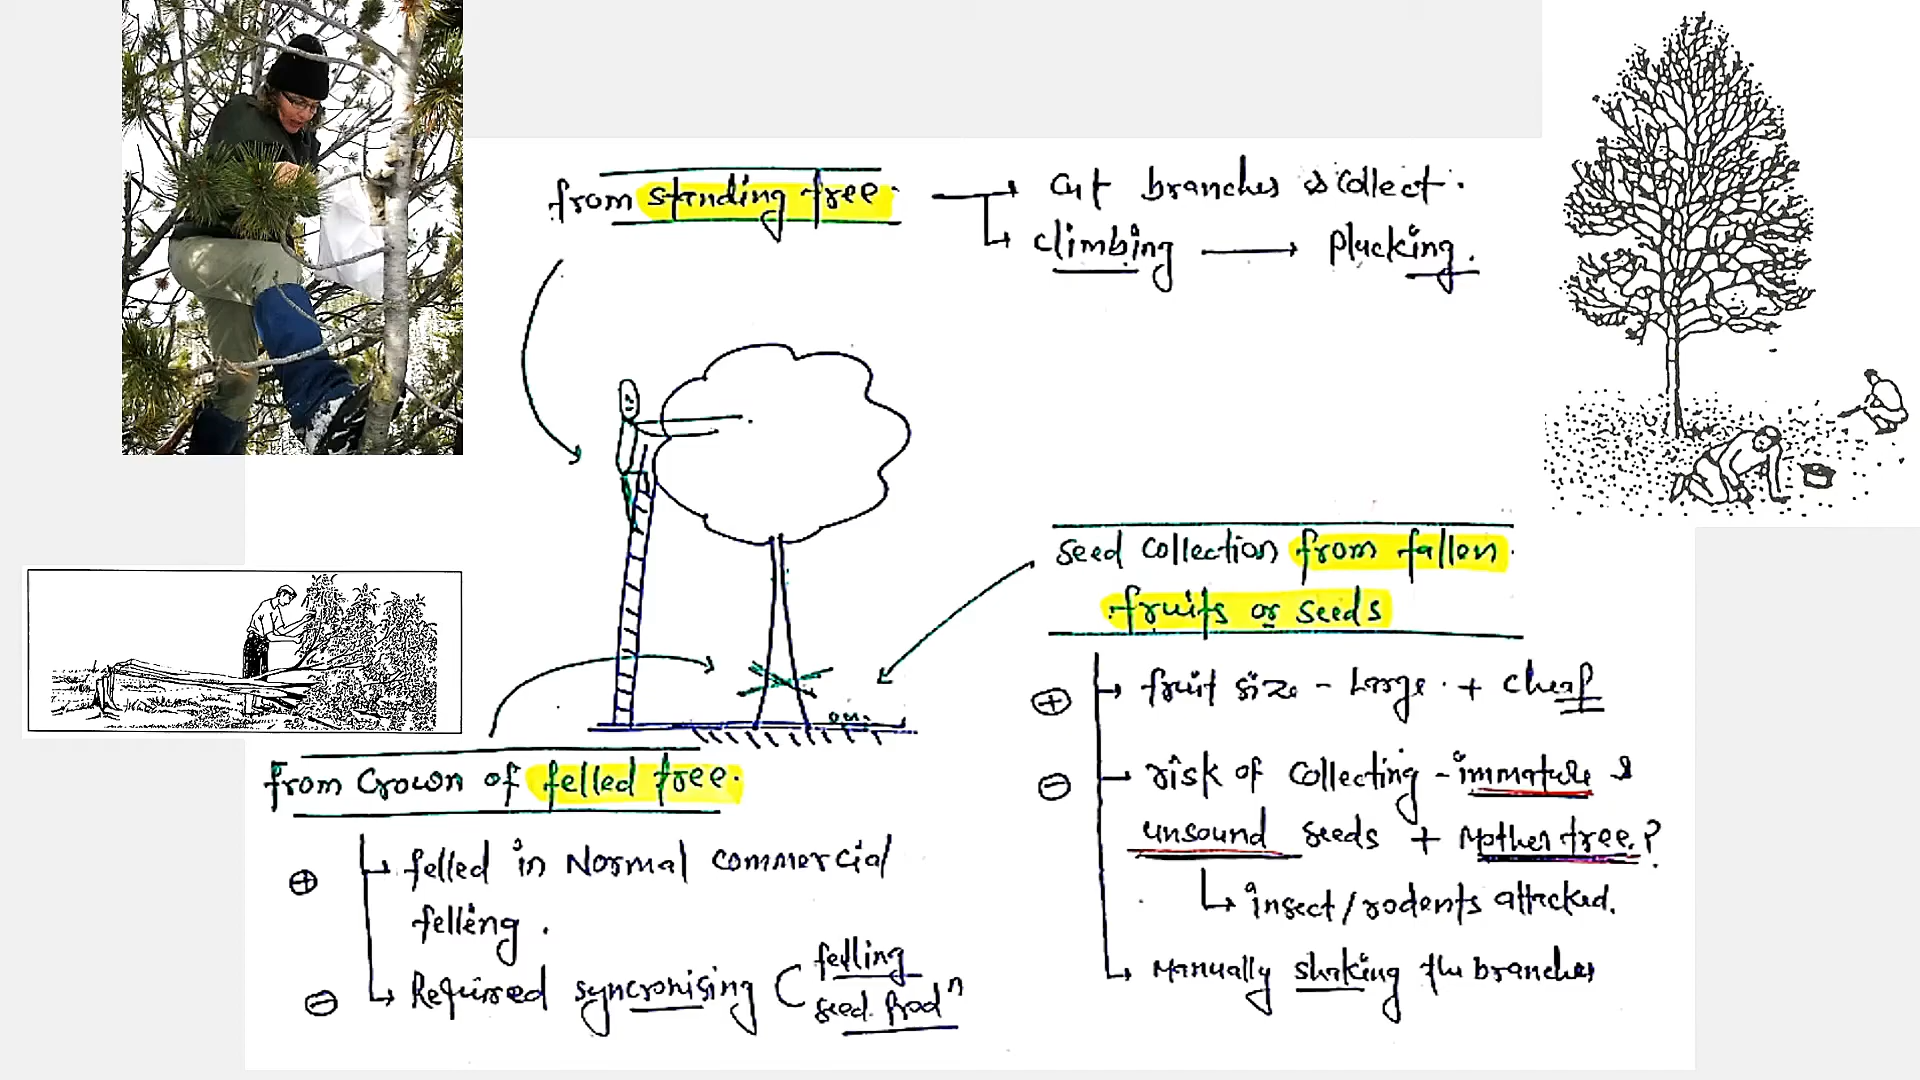 from standing tree.
cut branches & collect.
climbing → plucking.
seed collection from fallen
fruits or seeds
+ fruit size - Large. + cheap
- risk of collecting - immature &
unsound seeds + Mother tree.?
insect/rodents attacked.
Manually shaking the branches
from crown of felled tree.
+ felled in Normal commercial
felling.
- Required syncronising felling
seed prodⁿ